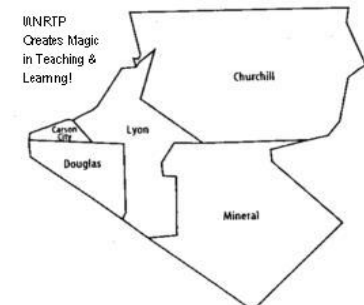 WNRTP
Creates Magic
in Teaching &
Learning!
Churchill
Carson
City
Lyon
Douglas
Mineral